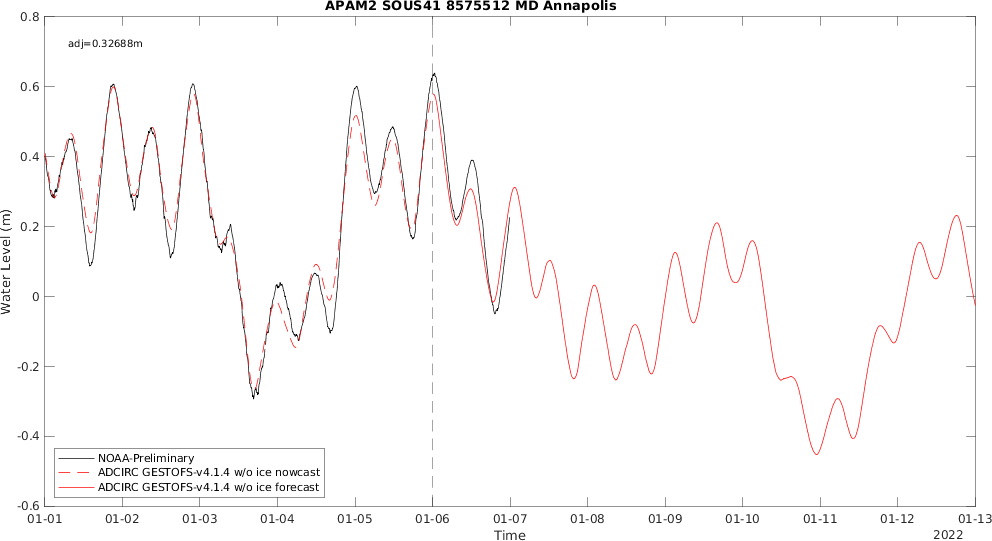 APAM2 SOUS41 8575512 MD Annapolis
adj=0.32688m
Water Level (m)
0.8
0.6
0.4
0.2
0
-0.2
-0.4
-0.6
NOAA-Preliminary
ADCIRC GESTOFS-v4.1.4 w/o ice nowcast
ADCIRC GESTOFS-v4.1.4 w/o ice forecast
01-01 01-02 01-03 01-04 01-05 01-06 01-07 01-08 01-09 01-10 01-11 01-12 01-13
Time
2022